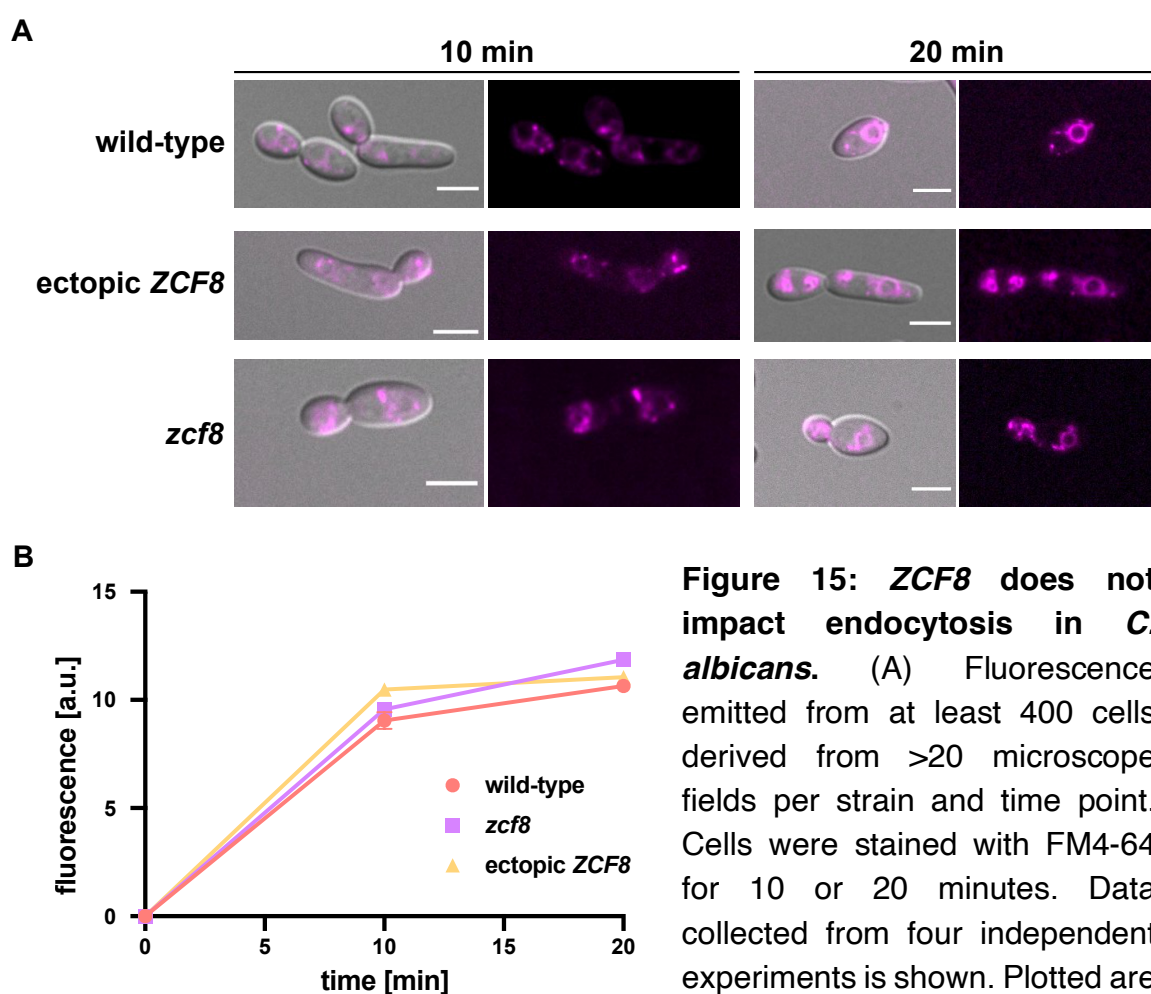 A
10 min
20 min
wild-type
ectopic ZCF8
zcf8
B
15
10
5
0
fluorescence [a.u.]
0
5
10
15
20
time [min]
wild-type
zcf8
ectopic ZCF8
Figure 15: ZCF8 does not
impact endocytosis in C.
albicans. (A) Fluorescence
emitted from at least 400 cells
derived from >20 microscope
fields per strain and time point.
Cells were stained with FM4-64
for 10 or 20 minutes. Data
collected from four independent
experiments is shown. Plotted are